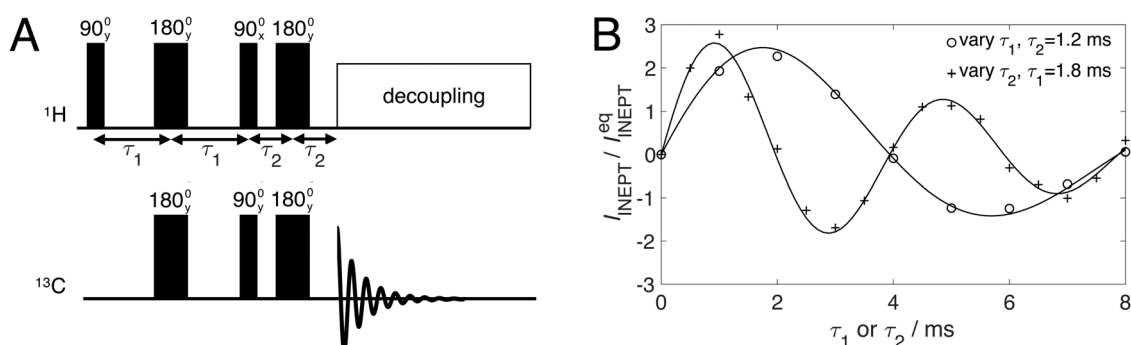 A
90⁰y 180⁰y 90⁰x 180⁰y
¹H
decoupling
τ₁ τ₁ τ₂ τ₂
180⁰y 90⁰y 180⁰y
¹³C
B
I_INEPT / I^eq_INEPT
3
2
1
0
-1
-2
-3
vary τ₁, τ₂=1.2 ms
vary τ₂, τ₁=1.8 ms
0 2 4 6 8
τ₁ or τ₂ / ms